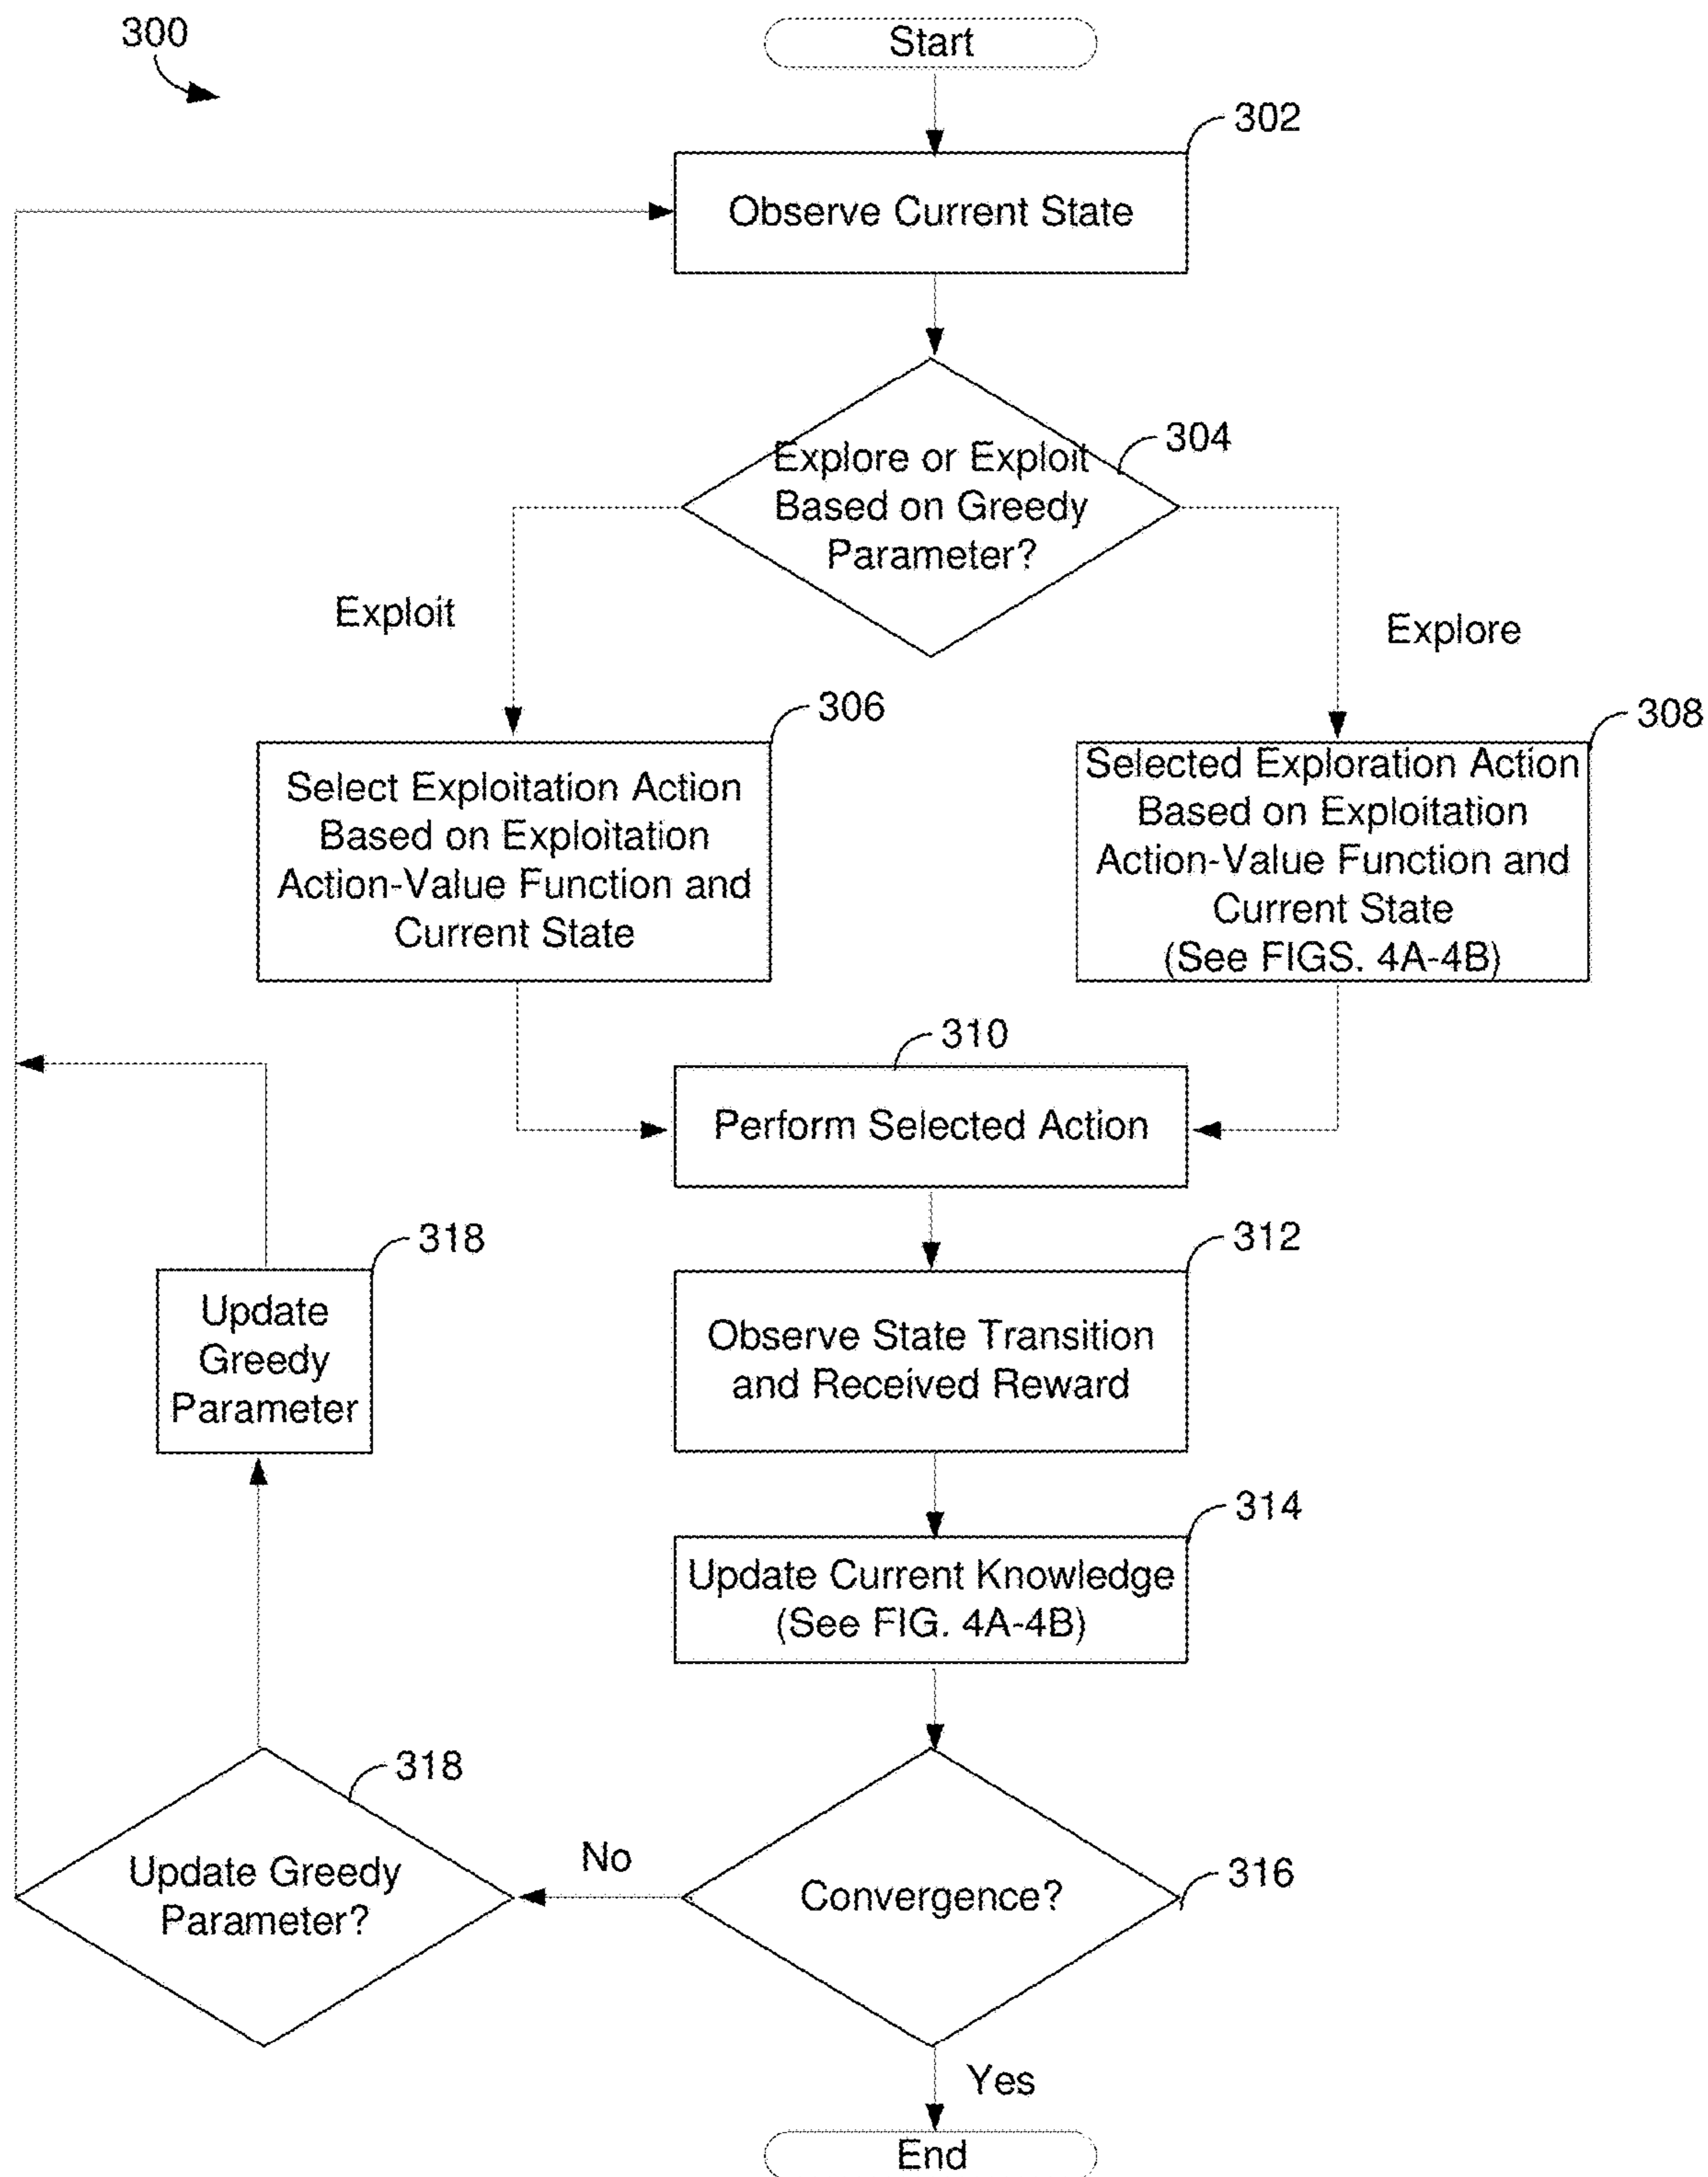 300
Start
302
Observe Current State
304
Explore or Exploit
Based on Greedy
Parameter?
Exploit
Explore
306
308
Select Exploitation Action
Based on Exploitation
Action-Value Function and
Current State
Selected Exploration Action
Based on Exploitation
Action-Value Function and
Current State
(See FIGS. 4A-4B)
310
Perform Selected Action
318
Update
Greedy
Parameter
312
Observe State Transition
and Received Reward
314
Update Current Knowledge
(See FIG. 4A-4B)
318
Update Greedy
Parameter?
No
316
Convergence?
Yes
End